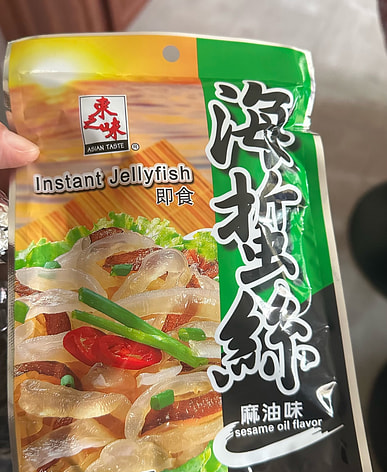 東之味
ASIAN TASTE
®
Instant Jellyfish
即食
海蜇絲
麻油味
sesame oil flavor